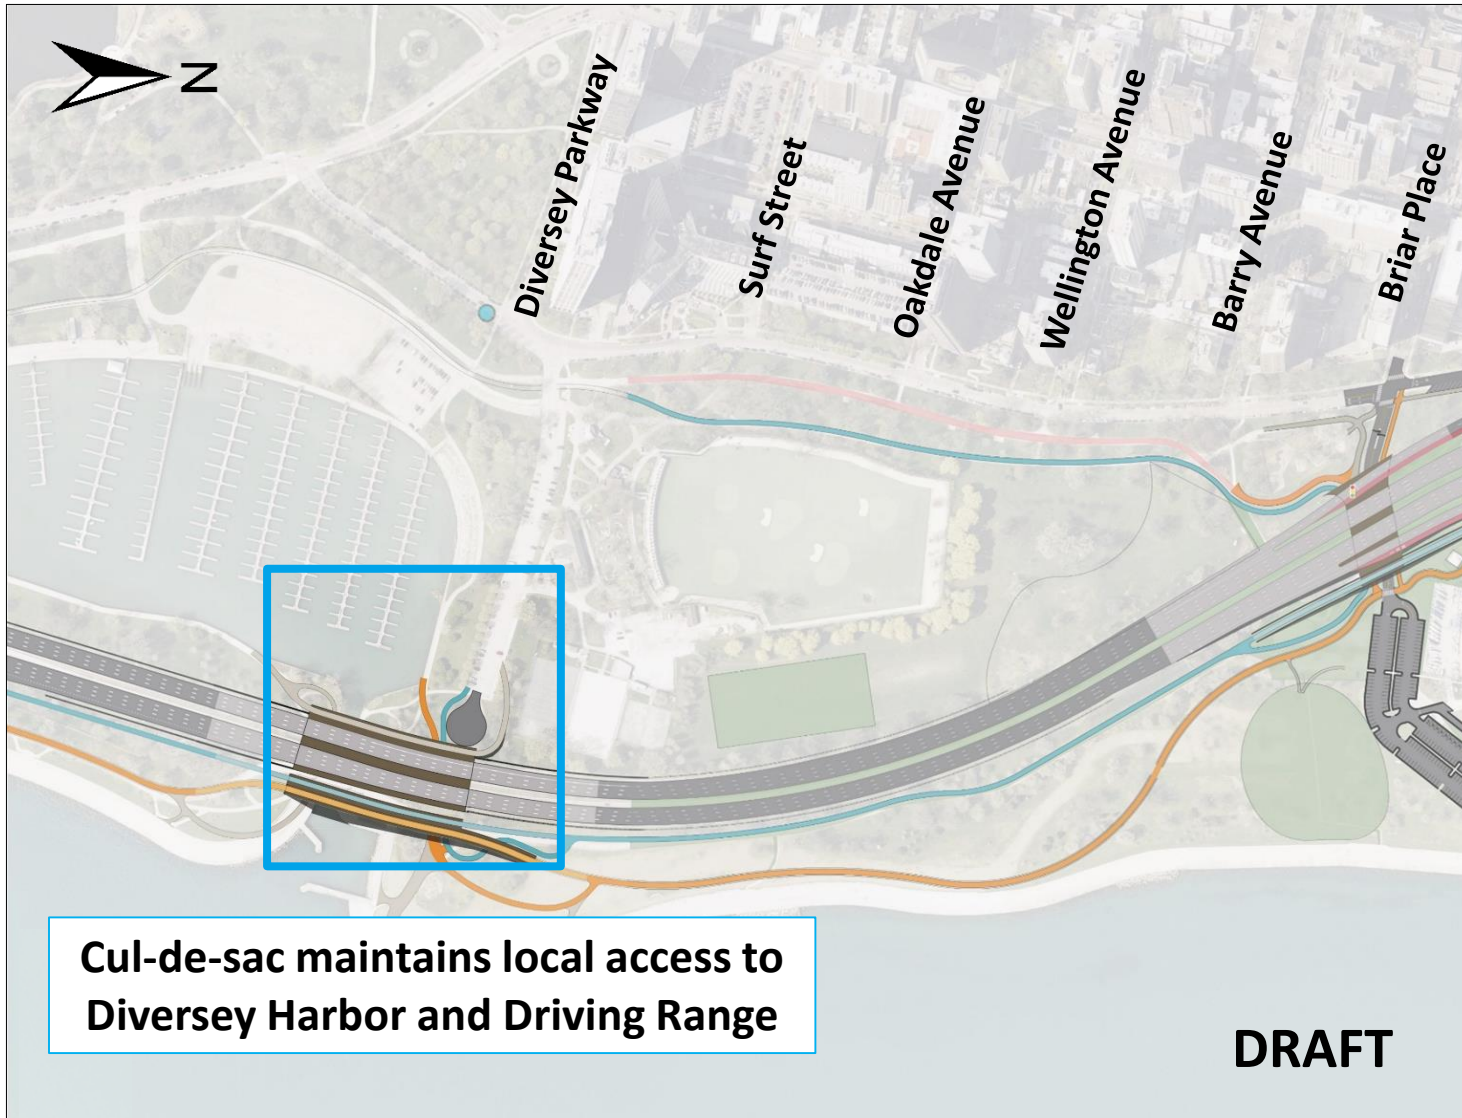 N
Diversey Parkway
Surf Street
Oakdale Avenue
Wellington Avenue
Barry Avenue
Briar Place
Cul-de-sac maintains local access to
Diversey Harbor and Driving Range
DRAFT